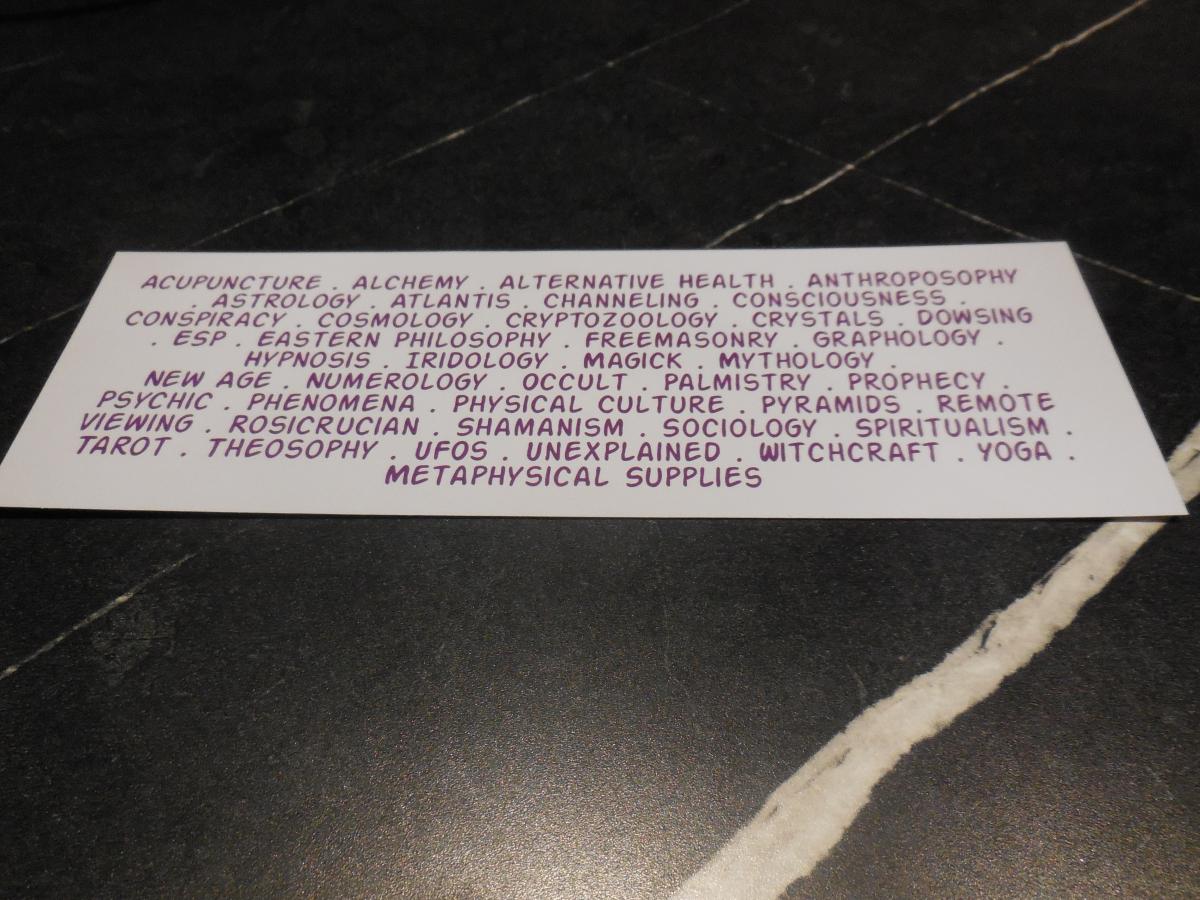 ACUPUNCTURE . ALCHEMY . ALTERNATIVE HEALTH . ANTHROPOSOPHY
. ASTROLOGY . ATLANTIS . CHANNELING . CONSCIOUSNESS .
CONSPIRACY . COSMOLOGY . CRYPTOZOOLOGY . CRYSTALS . DOWSING
. ESP . EASTERN PHILOSOPHY . FREEMASONRY . GRAPHOLOGY .
HYPNOSIS . IRIDOLOGY . MAGICK . MYTHOLOGY .
NEW AGE . NUMEROLOGY . OCCULT . PALMISTRY . PROPHECY .
PSYCHIC . PHENOMENA . PHYSICAL CULTURE . PYRAMIDS . REMOTE
VIEWING . ROSICRUCIAN . SHAMANISM . SOCIOLOGY . SPIRITUALISM .
TAROT . THEOSOPHY . UFOS . UNEXPLAINED . WITCHCRAFT . YOGA .
METAPHYSICAL SUPPLIES